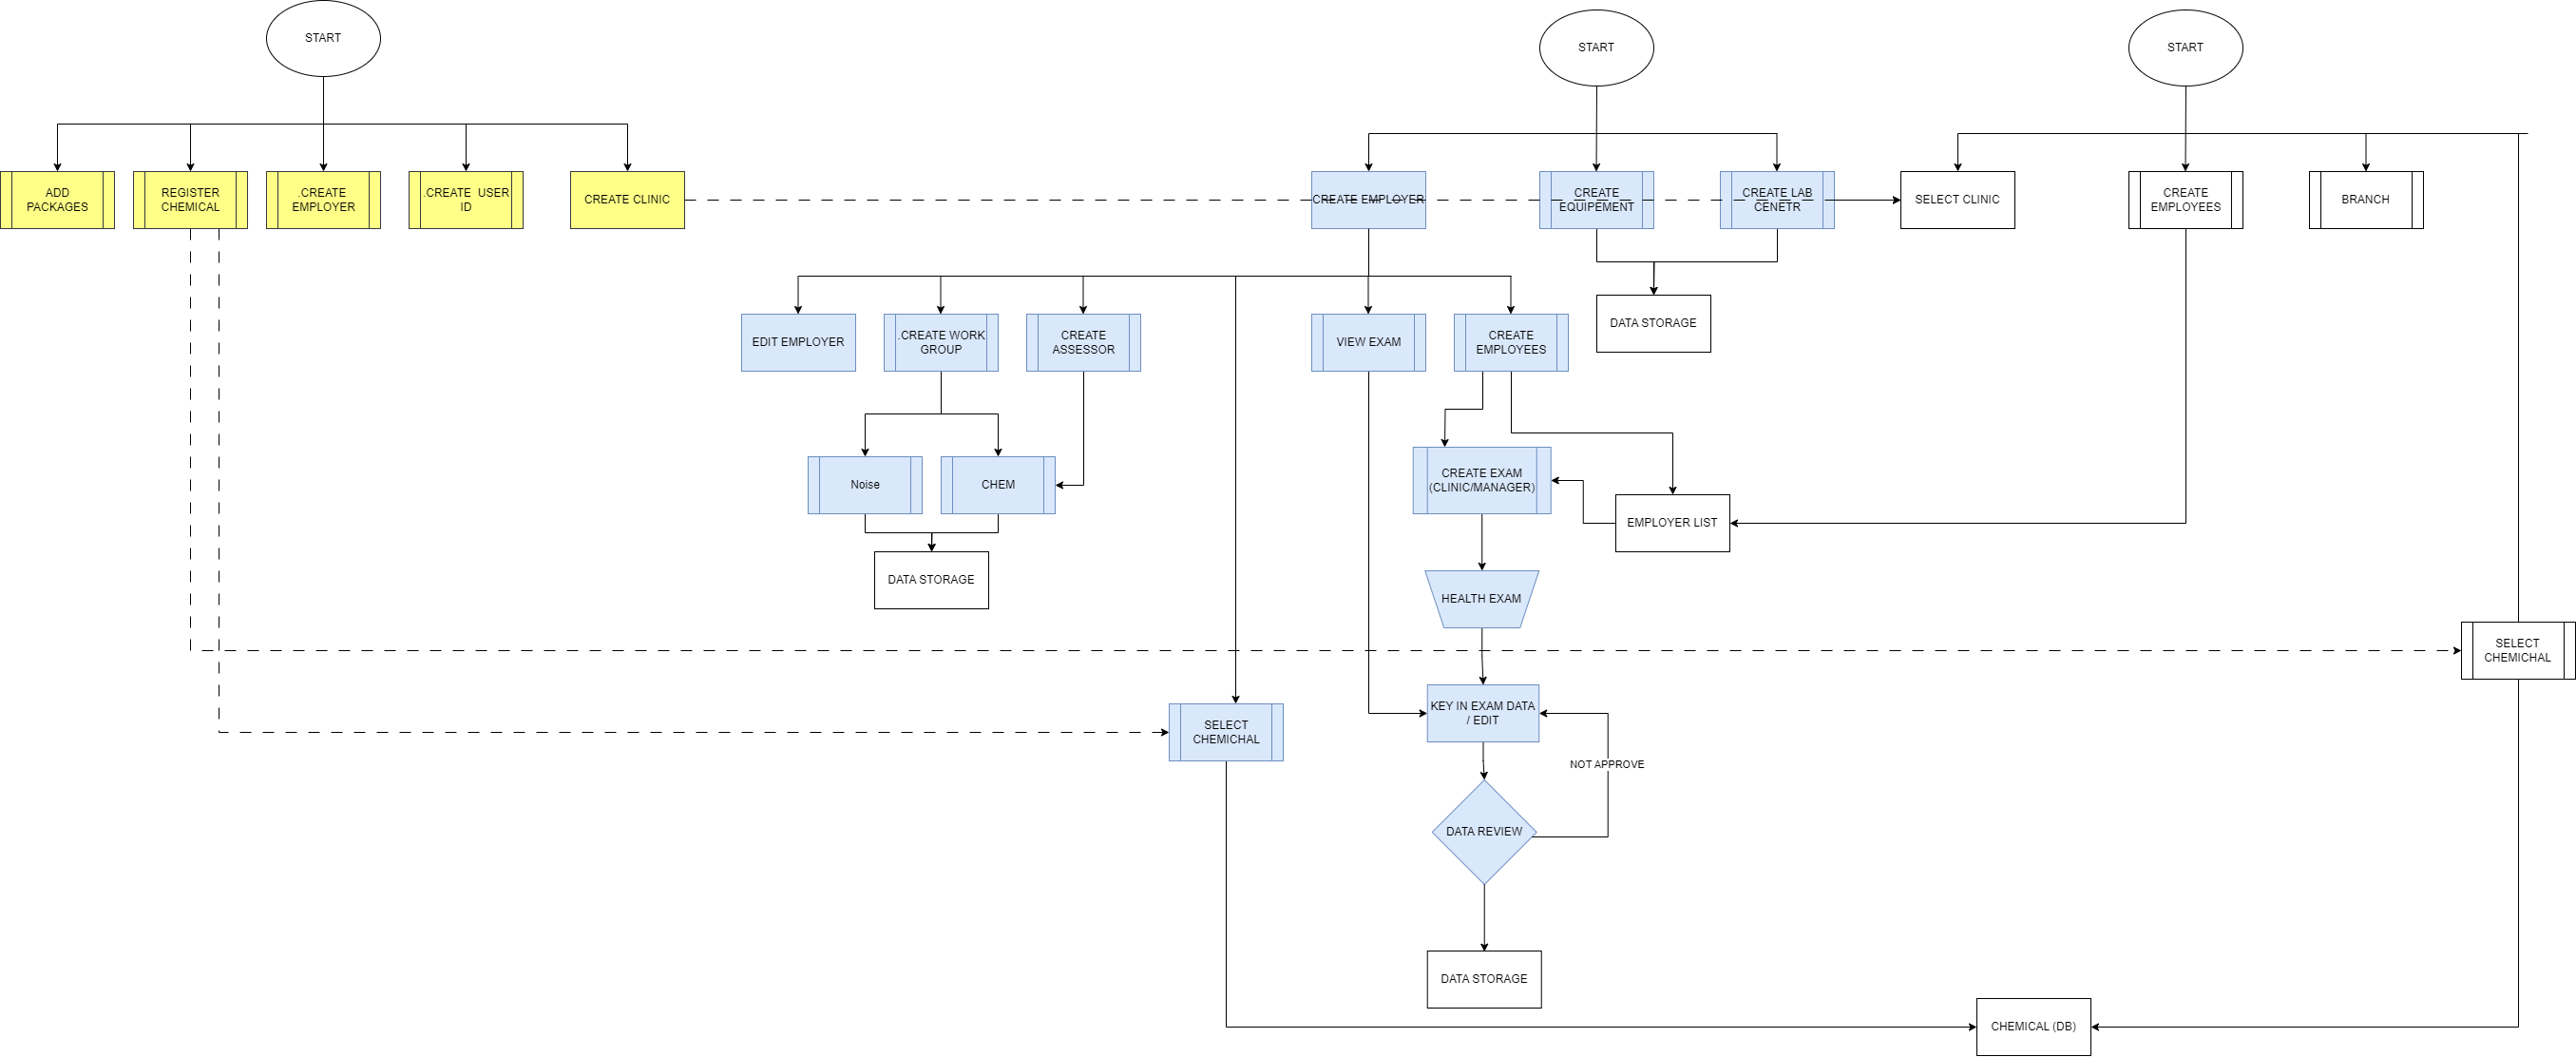 START
START
START
ADD
PACKAGES
REGISTER
CHEMICAL
.CREATE
EMPLOYER
.CREATE  USER
ID
CREATE CLINIC
CREATE EMPLOYER
CREATE
EQUIPEMENT
CREATE LAB
CENETR
SELECT CLINIC
CREATE
EMPLOYEES
BRANCH
EDIT EMPLOYER
.CREATE WORK
GROUP
CREATE
ASSESSOR
VIEW EXAM
CREATE
EMPLOYEES
DATA STORAGE
Noise
CHEM
CREATE EXAM
(CLINIC/MANAGER)
EMPLOYER LIST
DATA STORAGE
HEALTH EXAM
SELECT
CHEMICHAL
KEY IN EXAM DATA
/ EDIT
SELECT
CHEMICHAL
NOT APPROVE
DATA REVIEW
DATA STORAGE
CHEMICAL (DB)